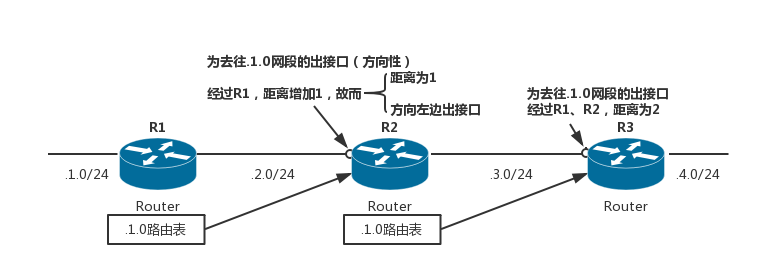 为去往.1.0网段的出接口（方向性）
距离为1
经过R1，距离增加1，故而
方向左边出接口
为去往.1.0网段的出接口
经过R1、R2，距离为2
R1
R2
R3
.1.0/24
.2.0/24
.3.0/24
.4.0/24
Router
Router
Router
.1.0路由表
.1.0路由表